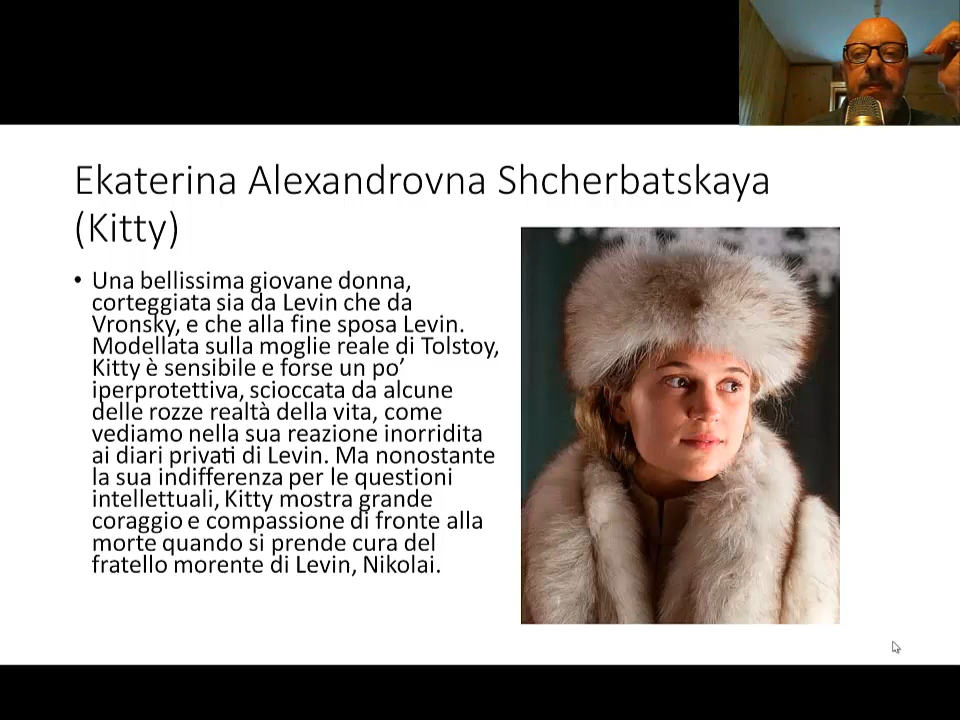 Ekaterina Alexandrovna Shcherbatskaya
(Kitty)
• Una bellissima giovane donna,
corteggiata sia da Levin che da
Vronsky, e che alla fine sposa Levin.
Modellata sulla moglie reale di Tolstoy,
Kitty è sensibile e forse un po’
iperprotettiva, scioccata da alcune
delle rozze realtà della vita, come
vediamo nella sua reazione inorridita
ai diari privati di Levin. Ma nonostante
la sua indifferenza per le questioni
intellettuali, Kitty mostra grande
coraggio e compassione di fronte alla
morte quando si prende cura del
fratello morente di Levin, Nikolai.